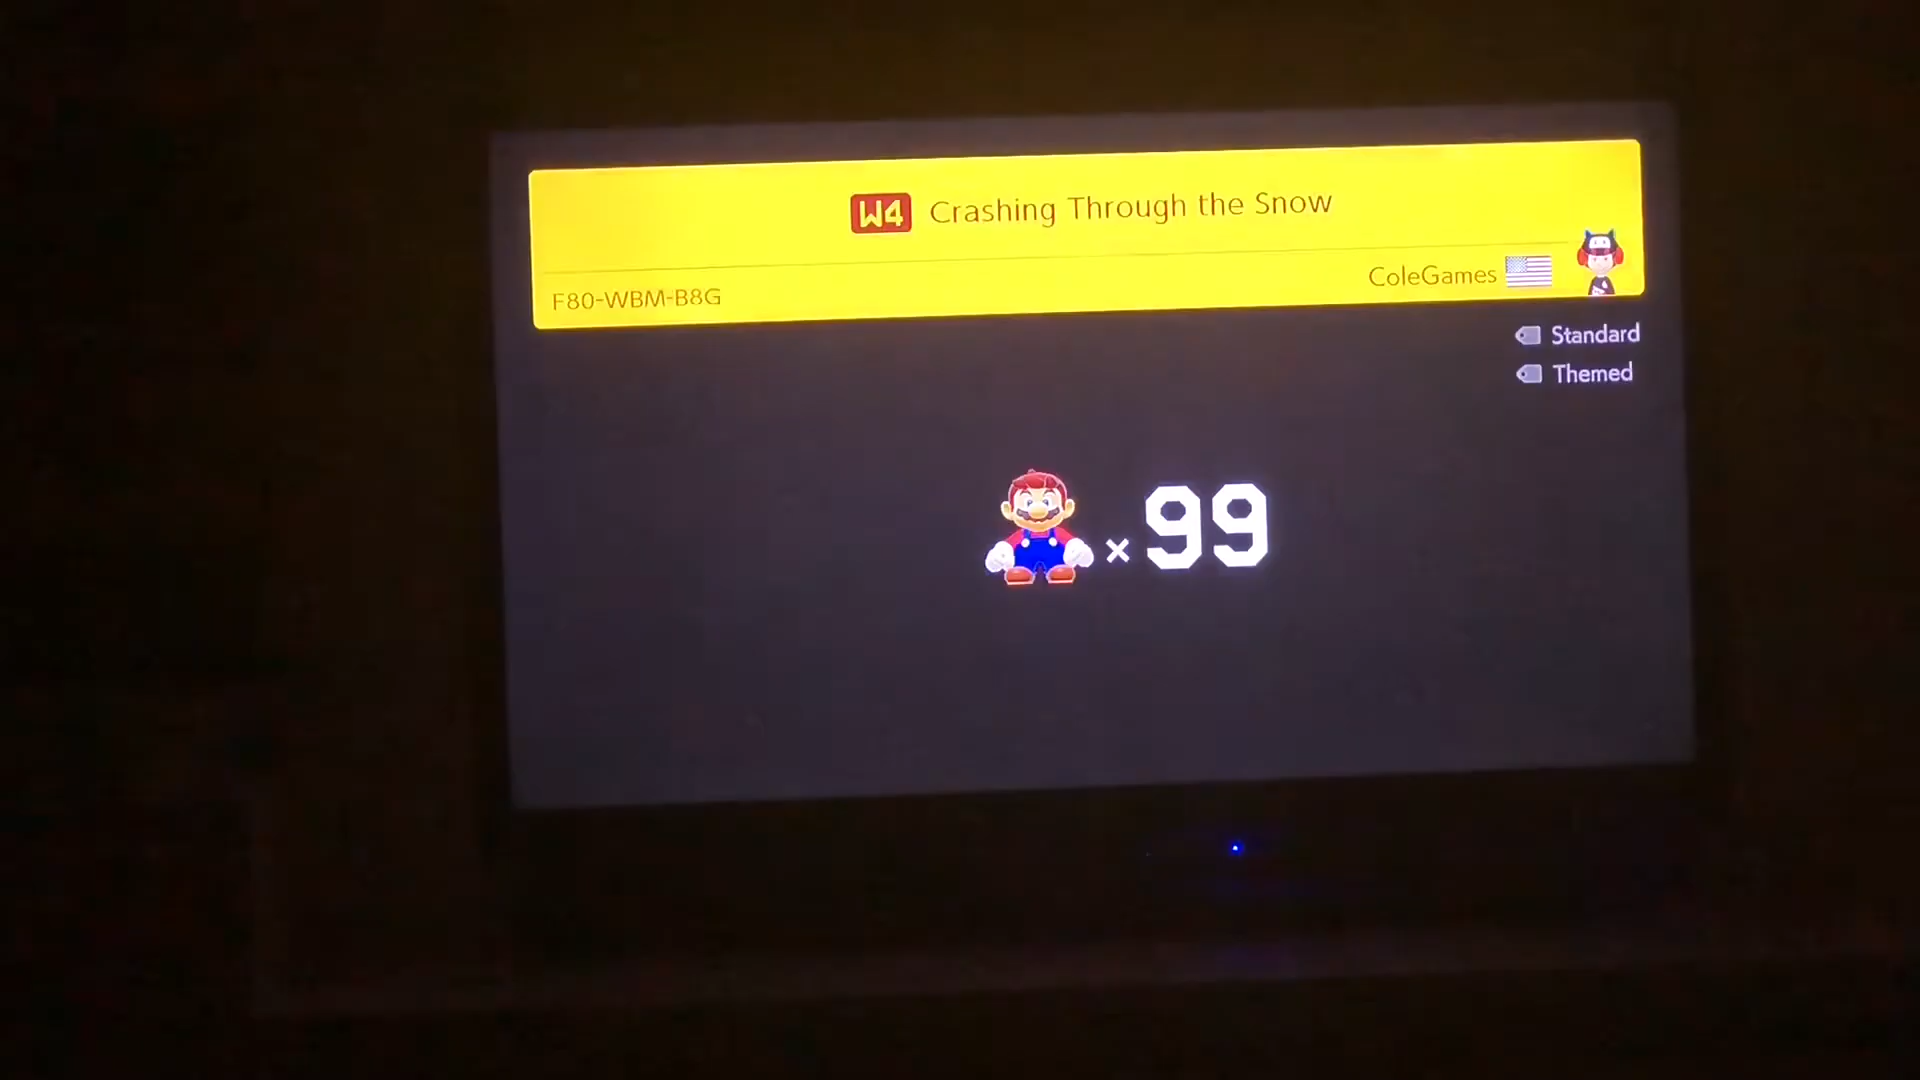 W4 Crashing Through the Snow
F80-WBM-B8G
ColeGames
Standard
Themed
× 99